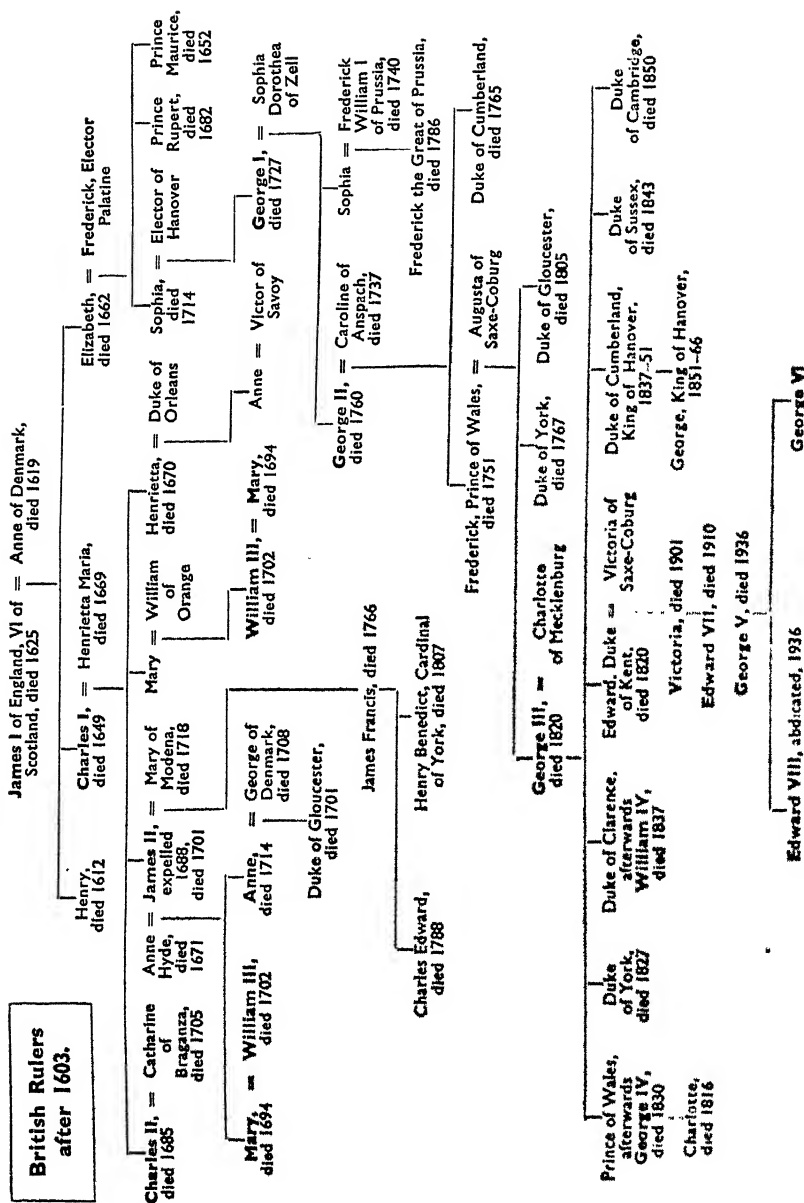 British Rulers
after 1603.
James I of England, VI of = Anne of Denmark,
Scotland, died 1625 died 1619
Henry,
died 1612
Charles I, = Henrietta Maria,
died 1649 died 1669
Elizabeth, = Frederick, Elector
died 1662 Palatine
Charles II, = Catharine
died 1685 of
Braganza,
died 1705
Anne = James II, = Mary of
Hyde, expelled Modena,
died 1688, died 1718
1671 died 1701
Mary = William
of
Orange
Henrietta, = Duke of
died 1670 Orleans
Sophia, = Elector of
died Hanover
1714
Prince
Rupert,
died
1682
Prince
Maurice,
died
1652
Mary, = William III,
died 1694 died 1702
Anne, = George of
died 1714 Denmark,
died 1708
Duke of Gloucester,
died 1701
William III, = Mary,
died 1702 died 1694
Anne = Victor of
Savoy
George I, = Sophia
died 1727 Dorothea
of Zell
James Francis, died 1766
Charles Edward,
died 1788
Henry Benedict, Cardinal
of York, died 1807
George II, = Caroline of
died 1760 Anspach,
died 1737
Sophia = Frederick
William I
of Prussia,
died 1740
Frederick the Great of Prussia,
died 1786
Frederick, Prince of Wales, = Augusta of
died 1751 Saxe-Coburg
Duke of Cumberland,
died 1765
George III, = Charlotte
died 1820 of Mecklenburg
Duke of York,
died 1767
Duke of Gloucester,
died 1805
Prince of Wales,
afterwards
George IV,
died 1830
Charlotte,
died 1816
Duke
of York,
died 1827
Duke of Clarence,
afterwards
William IV,
died 1837
Edward, Duke = Victoria of
of Kent, Saxe-Coburg
died 1820
Victoria, died 1901
Edward VII, died 1910
George V, died 1936
Duke of Cumberland,
King of Hanover,
1837-51
George, King of Hanover,
1851-66
Duke
of Sussex,
died 1843
Duke
of Cambridge,
died 1850
Edward VIII, abdicated, 1936
George VI